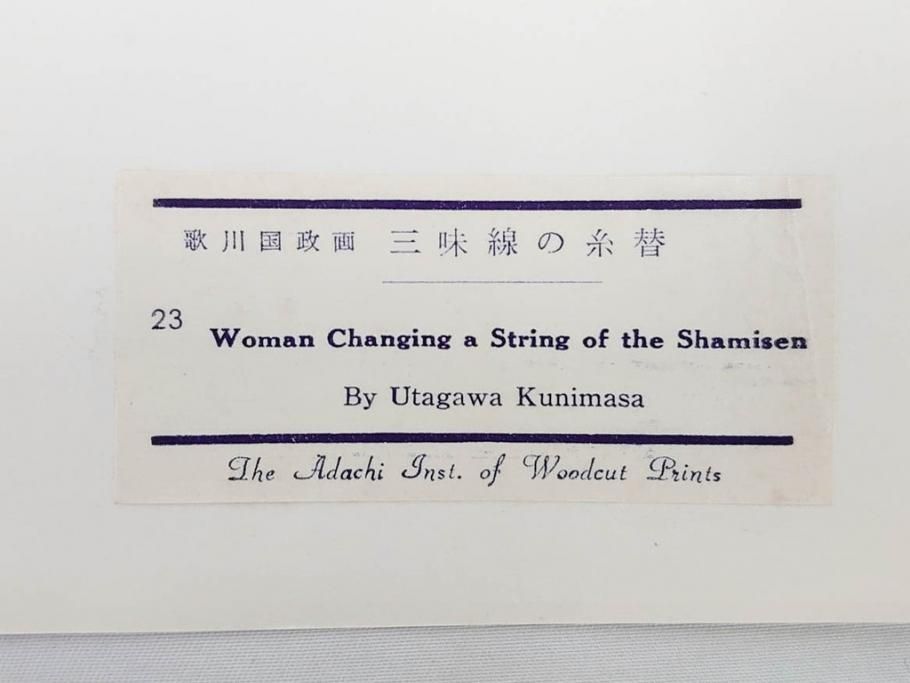 歌川国政画 三味線の糸替
23 Woman Changing a String of the Shamisen
By Utagawa Kunimasa
The Adachi Inst. of Woodcut Prints